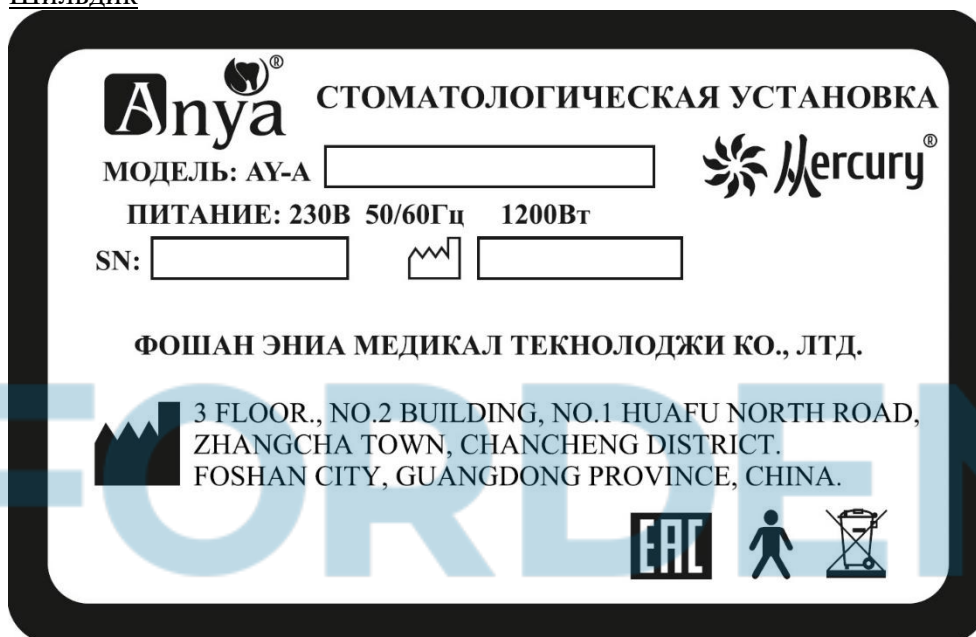 Шильдик
Anya®
СТОМАТОЛОГИЧЕСКАЯ УСТАНОВКА
Mercury®
МОДЕЛЬ: AY-A
ПИТАНИЕ: 230В 50/60Гц 1200Вт
SN:
ФОШАН ЭНИА МЕДИКАЛ ТЕКНОЛОДЖИ КО., ЛТД.
3 FLOOR., NO.2 BUILDING, NO.1 HUAFU NORTH ROAD,
ZHANGCHA TOWN, CHANCHENG DISTRICT.
FOSHAN CITY, GUANGDONG PROVINCE, CHINA.
FORDEN
EAC